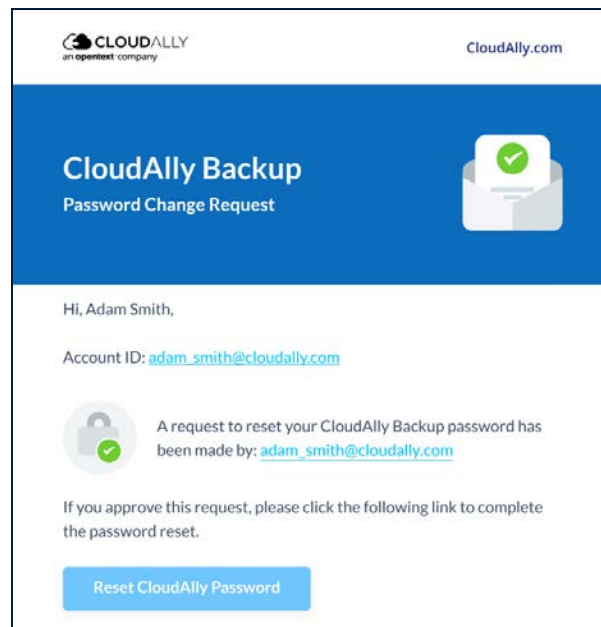 CLOUDALLY
an opentext company
CloudAlly.com
CloudAlly Backup
Password Change Request
Hi, Adam Smith,
Account ID: adam_smith@cloudally.com
A request to reset your CloudAlly Backup password has
been made by: adam_smith@cloudally.com
If you approve this request, please click the following link to complete
the password reset.
Reset CloudAlly Password